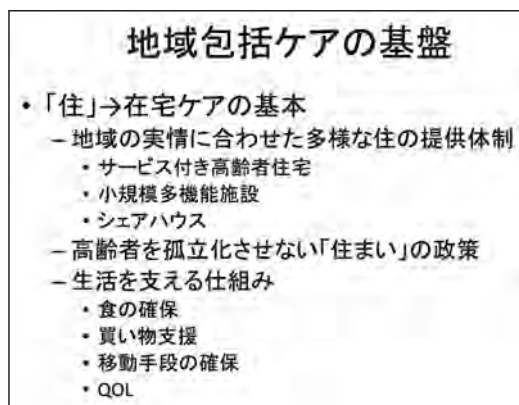 地域包括ケアの基盤
• 「住」→在宅ケアの基本
– 地域の実情に合わせた多様な住の提供体制
• サービス付き高齢者住宅
• 小規模多機能施設
• シェアハウス
– 高齢者を孤立化させない「住まい」の政策
– 生活を支える仕組み
• 食の確保
• 買い物支援
• 移動手段の確保
• QOL